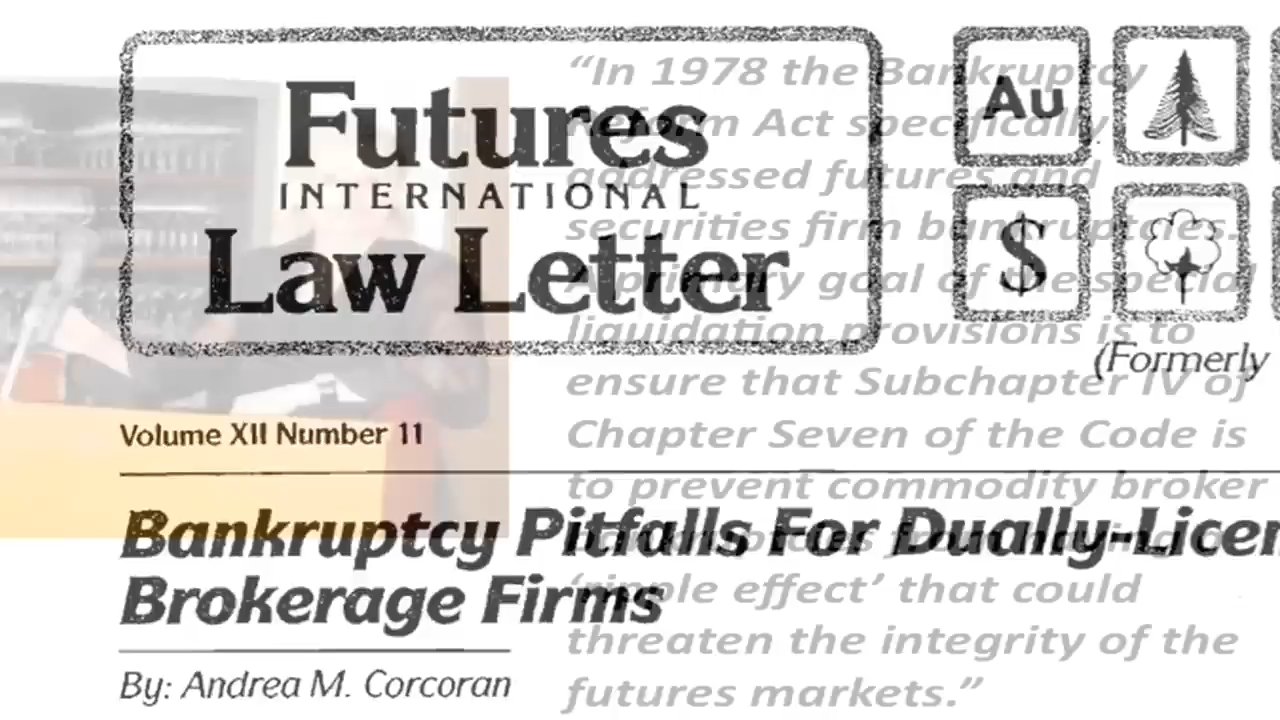 Futures
INTERNATIONAL
Law Letter
Au
$
(Formerly
Volume XII Number 11
Bankruptcy Pitfalls For Dually-Licen
Brokerage Firms
By: Andrea M. Corcoran
“In 1978 the Bankruptcy
Reform Act specifically
addressed futures and
securities firm bankruptcies.
A primary goal of the special
liquidation provisions is to
ensure that Subchapter IV of
Chapter Seven of the Code is
to prevent commodity broker
bankruptcies from having a
‘ripple effect’ that could
threaten the integrity of the
futures markets.”